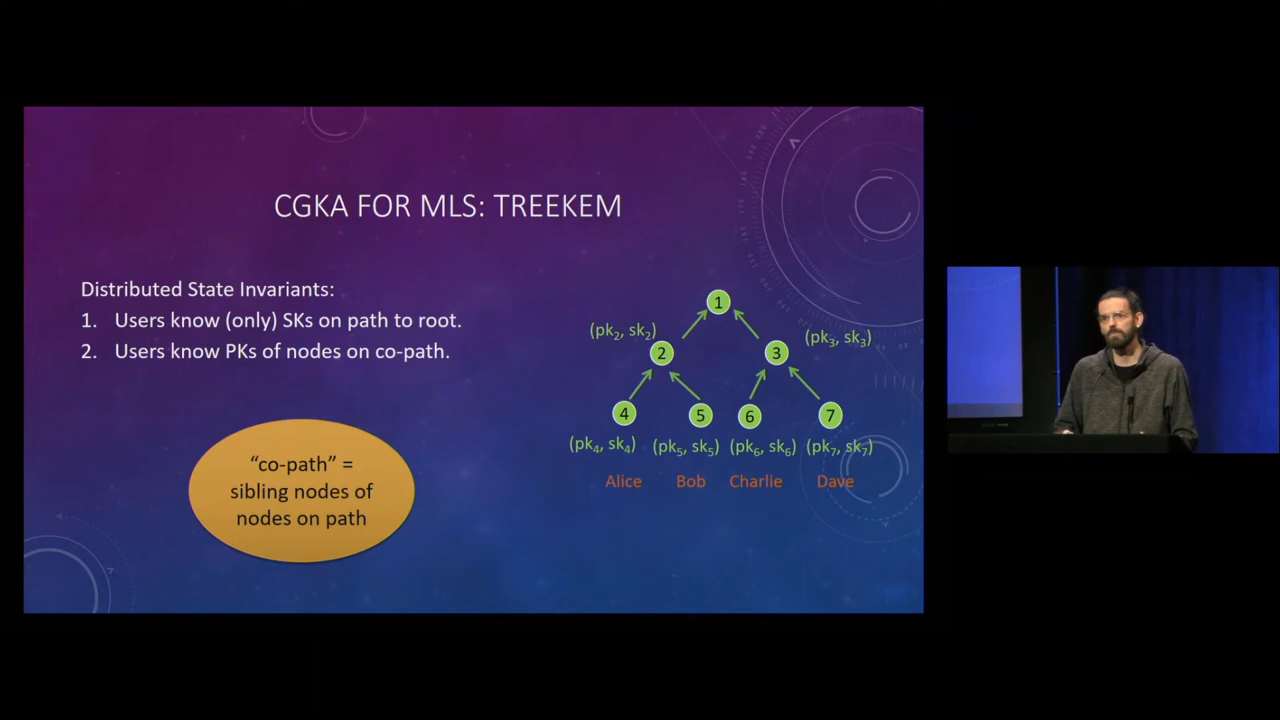 CGKA FOR MLS: TREEKEM
Distributed State Invariants:
1. Users know (only) SKs on path to root.
2. Users know PKs of nodes on co-path.
“co-path” =
sibling nodes of
nodes on path
1
(pk₂, sk₂)
(pk₃, sk₃)
2
3
4
5
6
7
(pk₄, sk₄)
(pk₅, sk₅)
(pk₆, sk₆)
(pk₇, sk₇)
Alice
Bob
Charlie
Dave